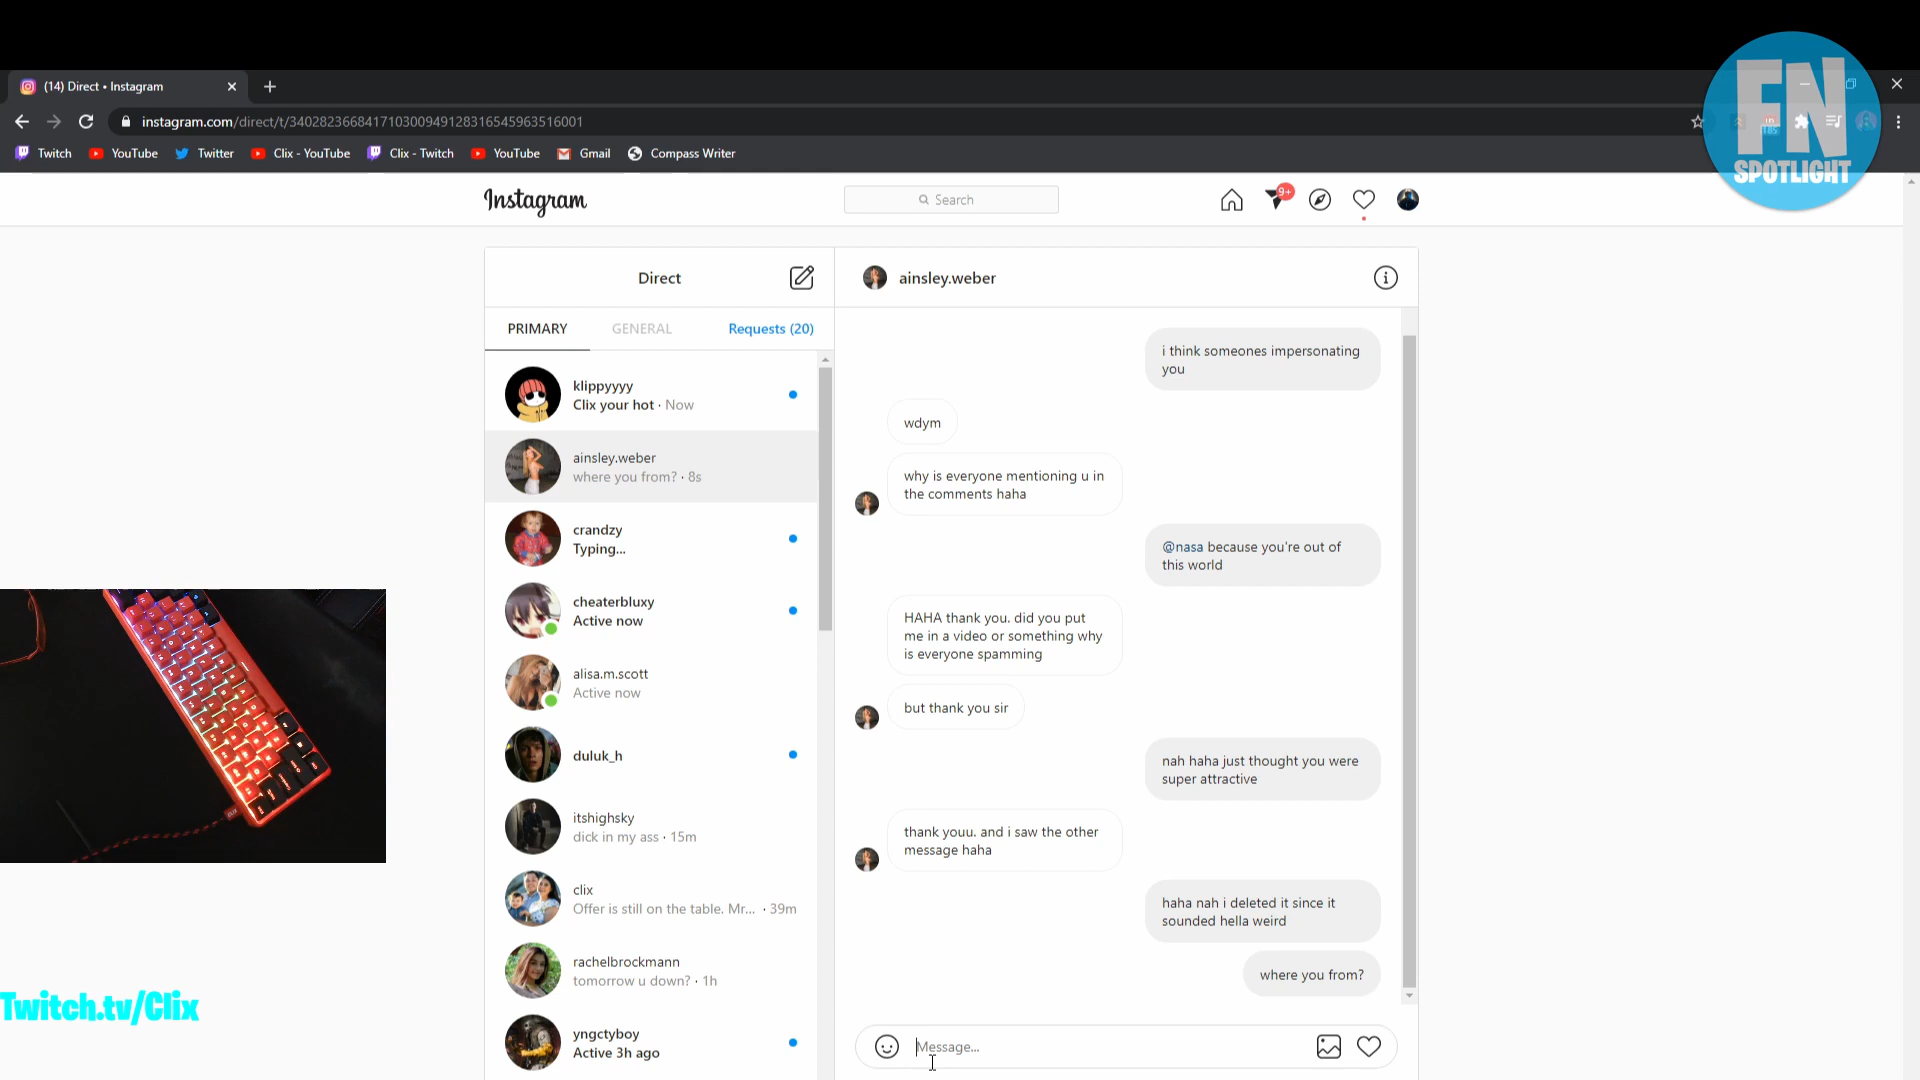 FN
SPOTLIGHT
(14) Direct • Instagram
instagram.com/direct/t/340282366841710300949128316545963516001
Twitch
YouTube
Twitter
Clix - YouTube
Clix - Twitch
YouTube
Gmail
Compass Writer
185
Instagram
Search
9+
Direct
ainsley.weber
PRIMARY
GENERAL
Requests (20)
klippyyyy
Clix your hot · Now
ainsley.weber
where you from? · 8s
crandzy
Typing...
cheaterbluxy
Active now
alisa.m.scott
Active now
duluk_h
itshighsky
dick in my ass · 15m
clix
Offer is still on the table. Mr... · 39m
rachelbrockmann
tomorrow u down? · 1h
yngctyboy
Active 3h ago
i think someones impersonating
you
wdym
why is everyone mentioning u in
the comments haha
@nasa because you're out of
this world
HAHA thank you. did you put
me in a video or something why
is everyone spamming
but thank you sir
nah haha just thought you were
super attractive
thank youu. and i saw the other
message haha
haha nah i deleted it since it
sounded hella weird
where you from?
Message...
Twitch.tv/Clix